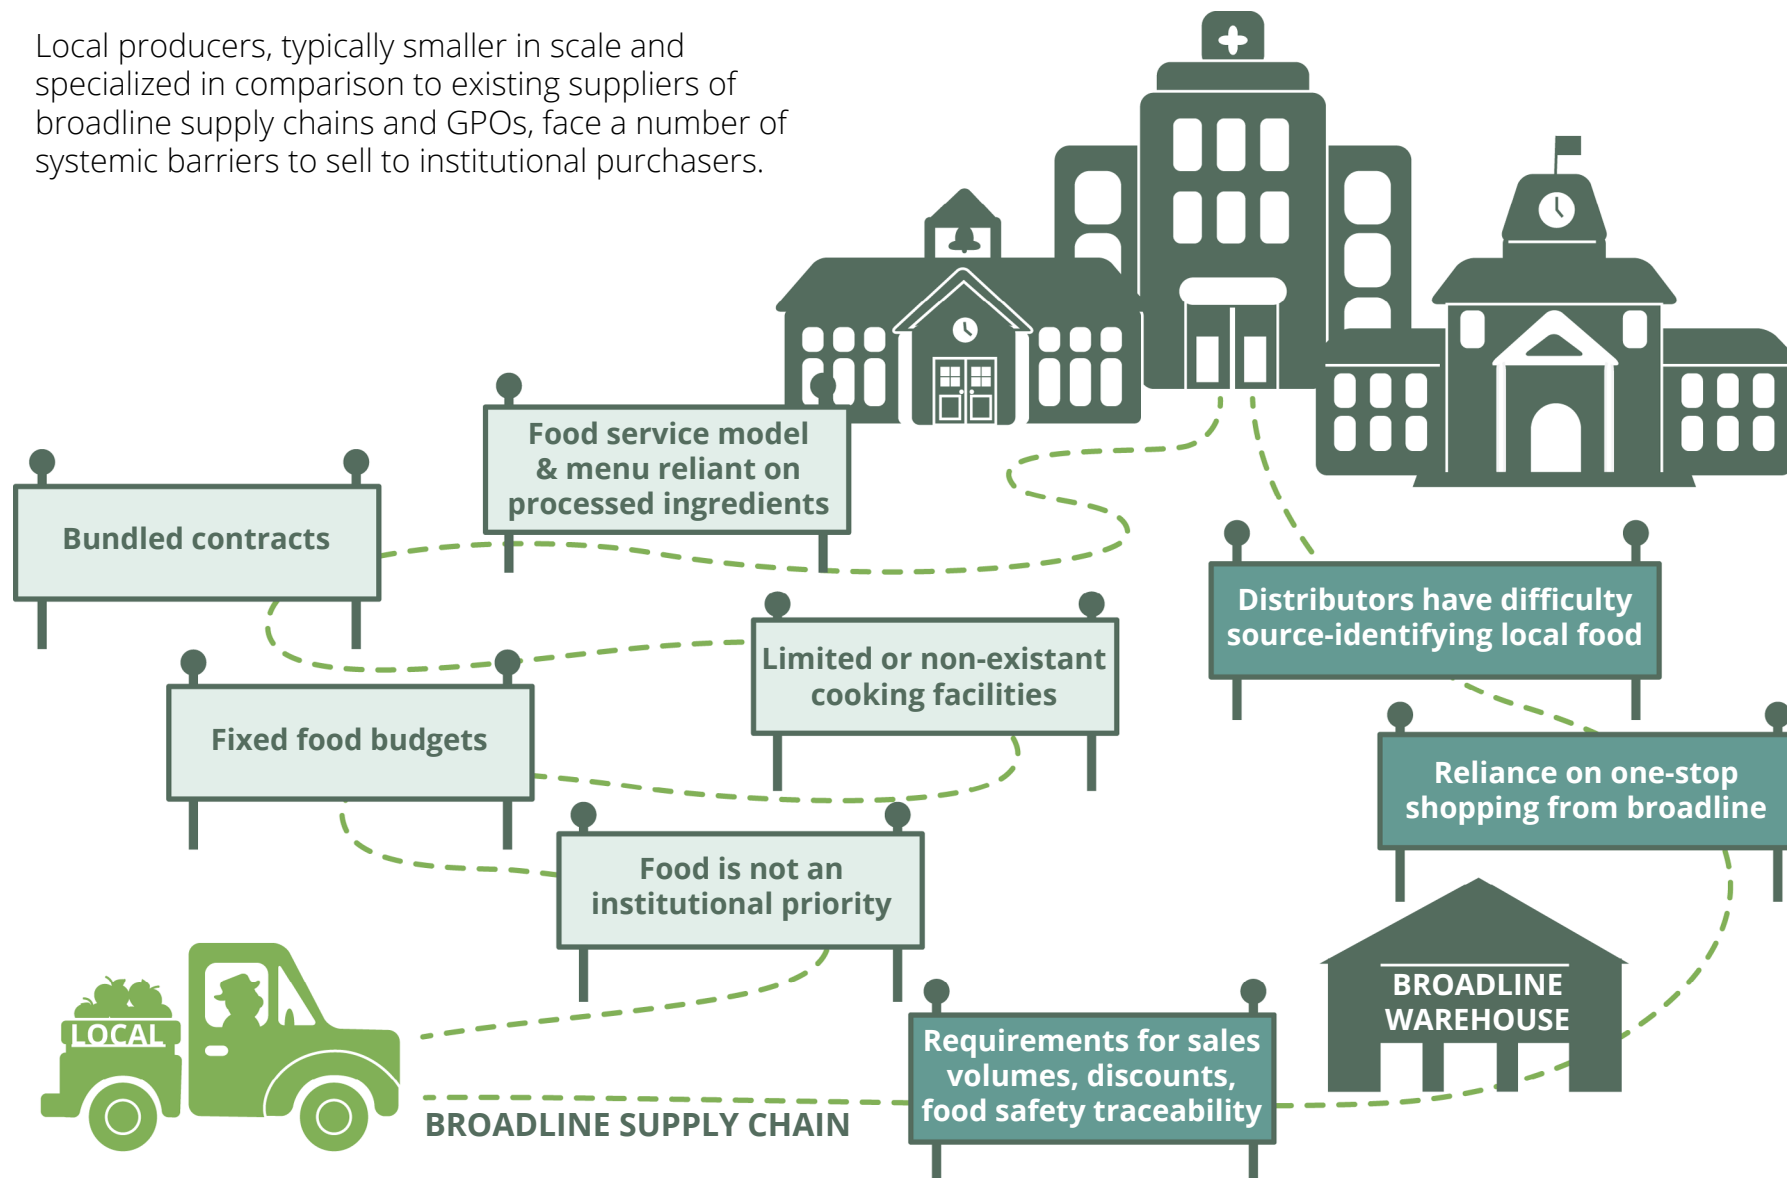 Local producers, typically smaller in scale and
specialized in comparison to existing suppliers of
broadline supply chains and GPOs, face a number of
systemic barriers to sell to institutional purchasers.
Food service model
& menu reliant on
processed ingredients
Bundled contracts
Distributors have difficulty
source-identifying local food
Limited or non-existant
cooking facilities
Fixed food budgets
Reliance on one-stop
shopping from broadline
Food is not an
institutional priority
BROADLINE
WAREHOUSE
LOCAL
Requirements for sales
volumes, discounts,
food safety traceability
BROADLINE SUPPLY CHAIN